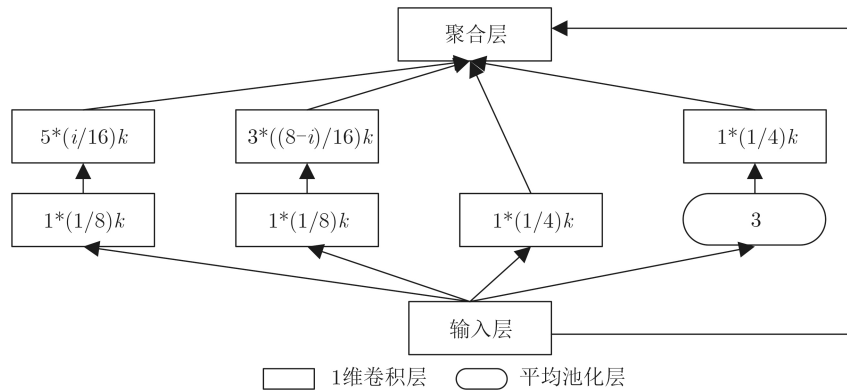 聚合层
5*(i/16)k
3*((8-i)/16)k
1*(1/4)k
1*(1/8)k
1*(1/8)k
1*(1/4)k
3
输入层
1维卷积层
平均池化层